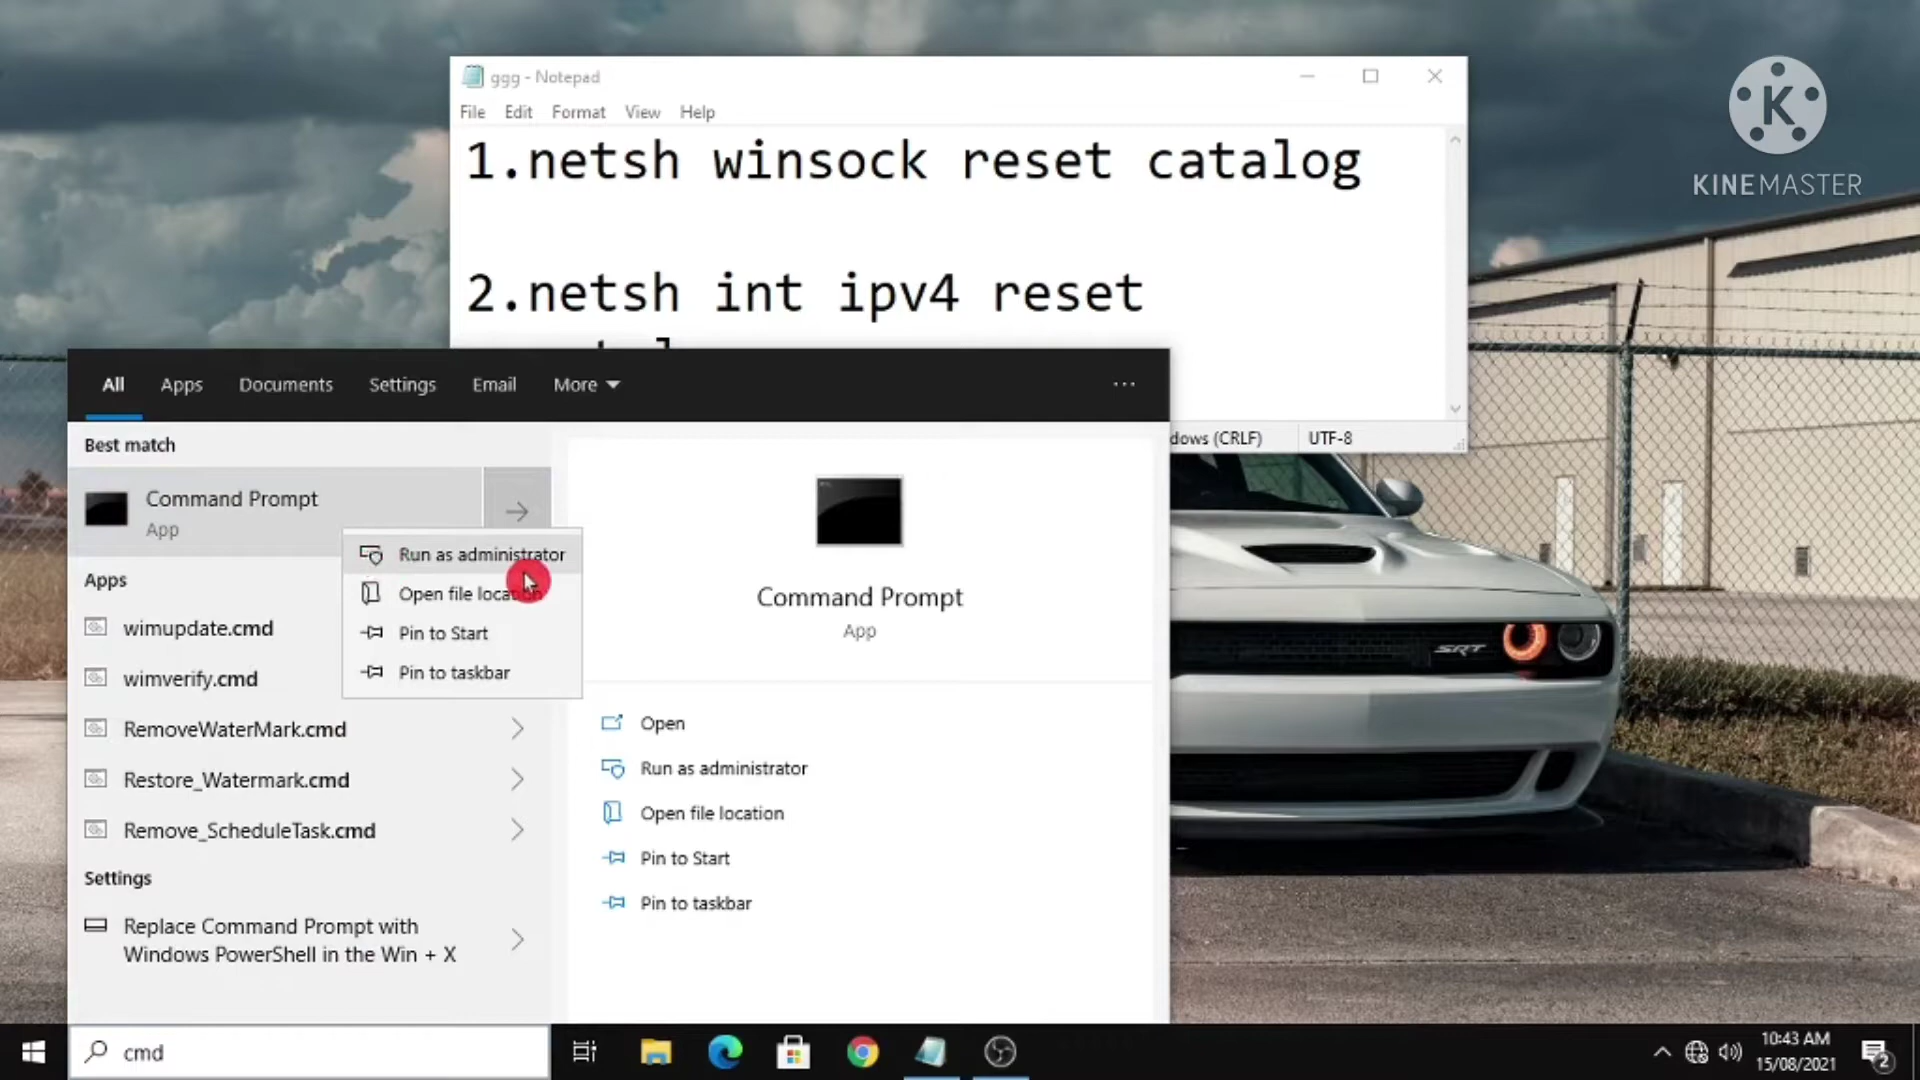 ggg - Notepad
File Edit Format View Help
1.netsh winsock reset catalog
2.netsh int ipv4 reset
KINEMASTER
All Apps Documents Settings Email More
dows (CRLF) UTF-8
Best match
Command Prompt
App
Run as administrator
Open file location
Pin to Start
Pin to taskbar
Apps
wimupdate.cmd
wimverify.cmd
RemoveWaterMark.cmd
Restore_Watermark.cmd
Remove_ScheduleTask.cmd
Settings
Replace Command Prompt with
Windows PowerShell in the Win + X
Command Prompt
App
Open
Run as administrator
Open file location
Pin to Start
Pin to taskbar
SRT
cmd
10:43 AM
15/08/2021
2